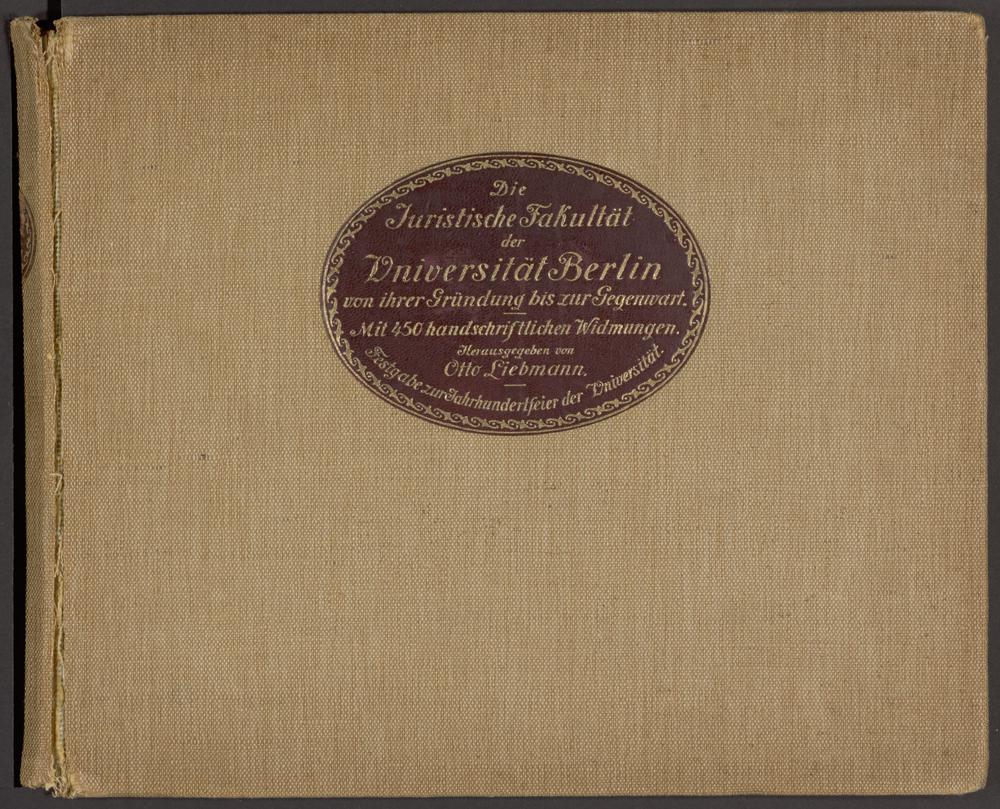 Die
Juristische Fakultät
der
Universität Berlin
von ihrer Gründung bis zur Gegenwart.
Mit 450 handschriftlichen Widmungen.
Herausgegeben von
Otto Liebmann.
Festgabe zur Jahrhundertfeier der Universität.